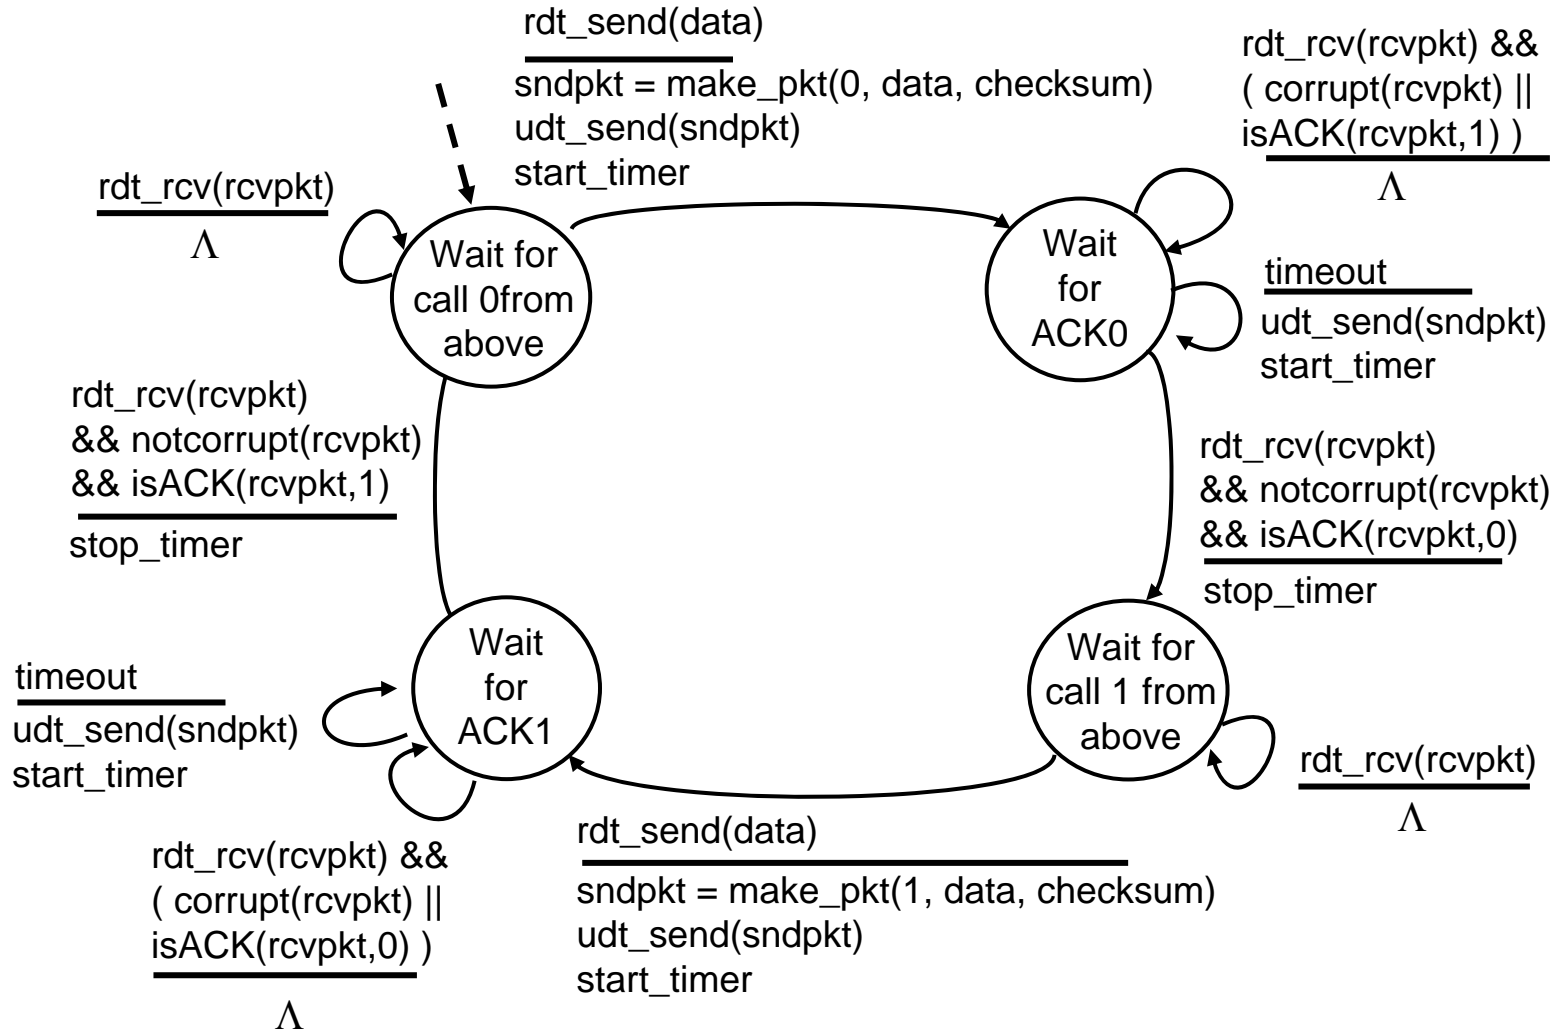 rdt_send(data)
sndpkt = make_pkt(0, data, checksum)
udt_send(sndpkt)
start_timer
rdt_rcv(rcvpkt) &&
( corrupt(rcvpkt) ||
isACK(rcvpkt,1) )
Λ
rdt_rcv(rcvpkt)
Λ
Wait for
call 0from
above
Wait
for
ACK0
timeout
udt_send(sndpkt)
start_timer
rdt_rcv(rcvpkt)
&& notcorrupt(rcvpkt)
&& isACK(rcvpkt,1)
stop_timer
rdt_rcv(rcvpkt)
&& notcorrupt(rcvpkt)
&& isACK(rcvpkt,0)
stop_timer
Wait
for
ACK1
Wait for
call 1 from
above
timeout
udt_send(sndpkt)
start_timer
rdt_rcv(rcvpkt)
Λ
rdt_rcv(rcvpkt) &&
( corrupt(rcvpkt) ||
isACK(rcvpkt,0) )
Λ
rdt_send(data)
sndpkt = make_pkt(1, data, checksum)
udt_send(sndpkt)
start_timer